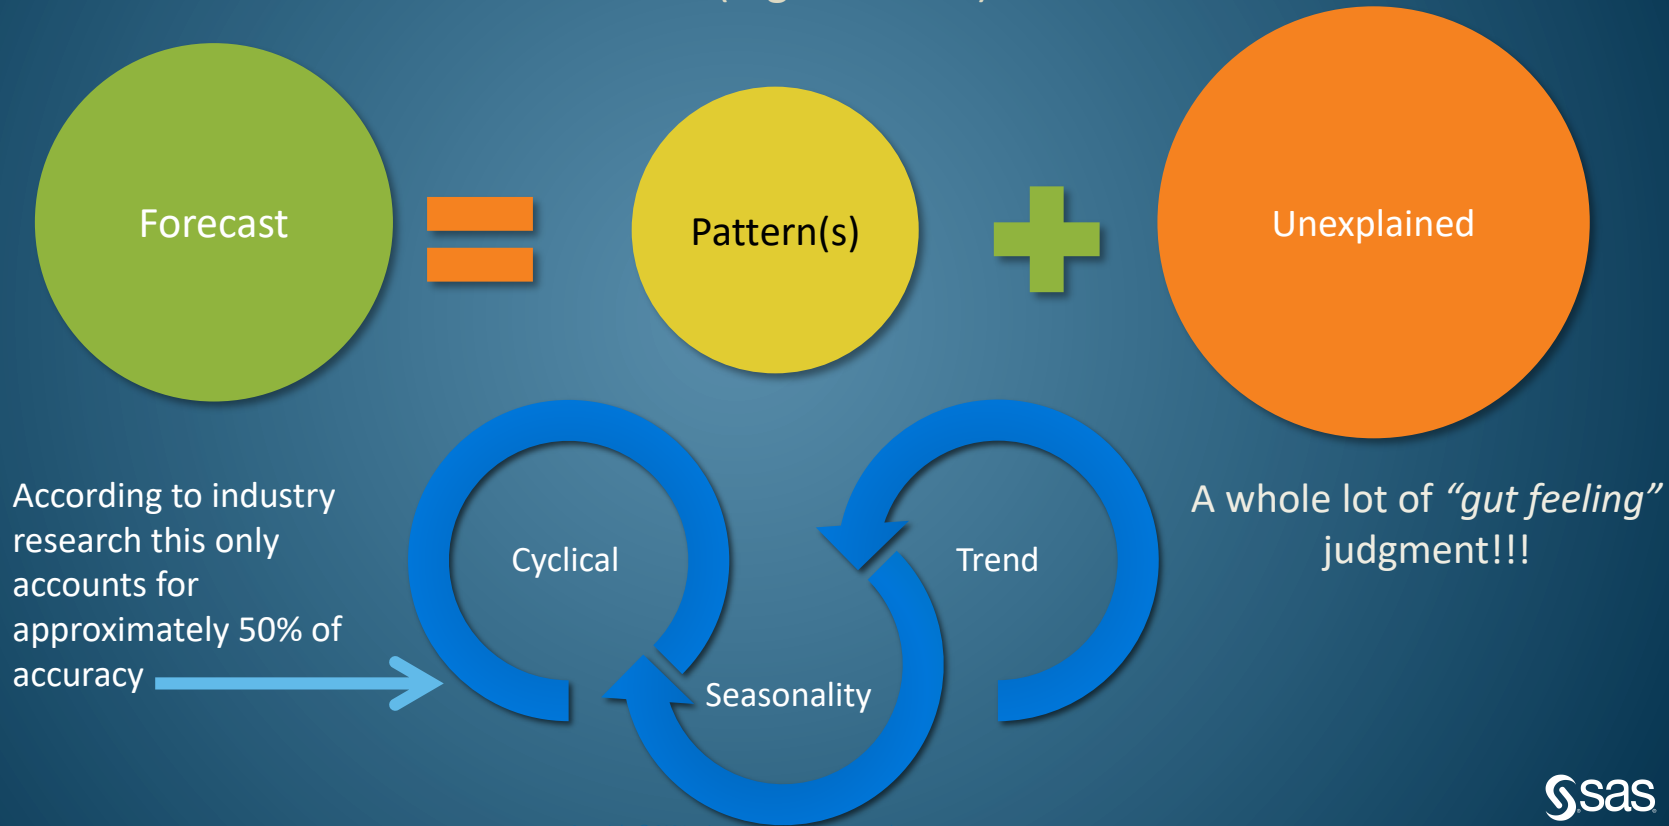 Forecast
Pattern(s)
Unexplained
According to industry
research this only
accounts for
approximately 50% of
accuracy
Cyclical
Seasonality
Trend
A whole lot of “gut feeling”
judgment!!!
sas